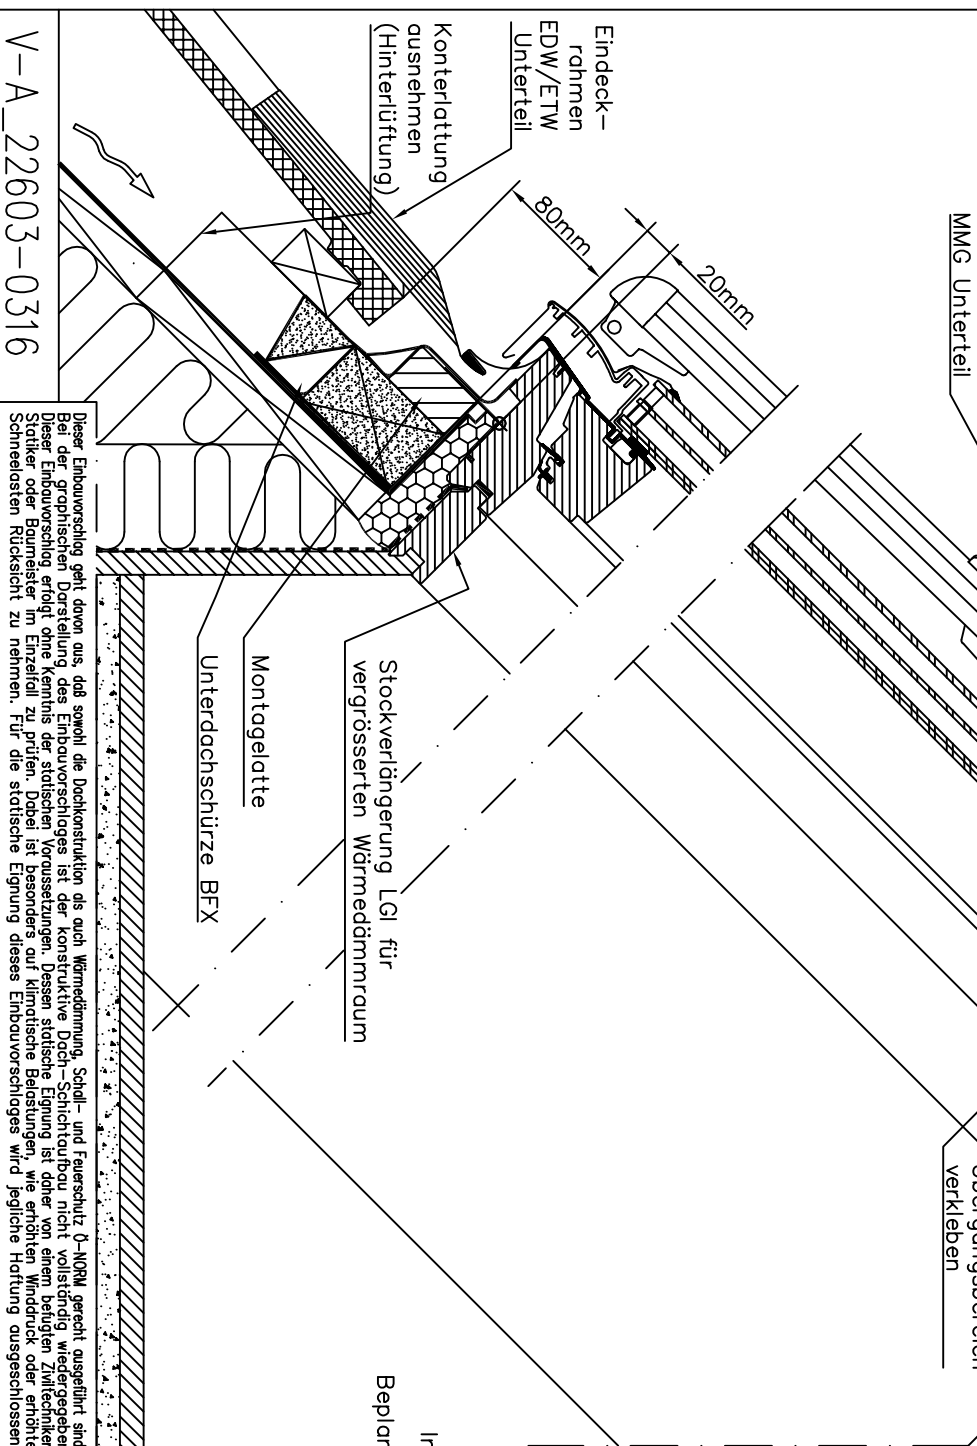 MMG Unterteil
Eindeck-
rahmen
EDW/ETW
Unterteil
Konterlattung
ausnehmen
(Hinterlüftung)
80mm
20mm
verkleben
Stockverlängerung LGI für
vergrösserten Wärmedämmraum
Montagelatte
Unterdachschürze BFX
V-A_22603-0316
Dieser Einbauvorschlag geht davon aus, daß sowohl die Dachkonstruktion als auch Wärmedämmung, Schall- und Feuerschutz Ö-NORM gerecht ausgeführt sind
Bei der graphischen Darstellung des Einbauvorschlages ist der konstruktive Dach-Schichtaufbau nicht vollständig wiedergegeben
Dieser Einbauvorschlag erfolgt ohne Kenntnis der statischen Voraussetzungen. Dessen statische Eignung ist daher von einem befugten Ziviltechniker
Statiker oder Baumeister im Einzelfall zu prüfen. Dabei ist besonders auf klimatische Belastungen, wie erhöhten Winddruck oder erhöhte
Schneelasten Rücksicht zu nehmen. Für die statische Eignung dieses Einbauvorschlages wird jegliche Haftung ausgeschlossen